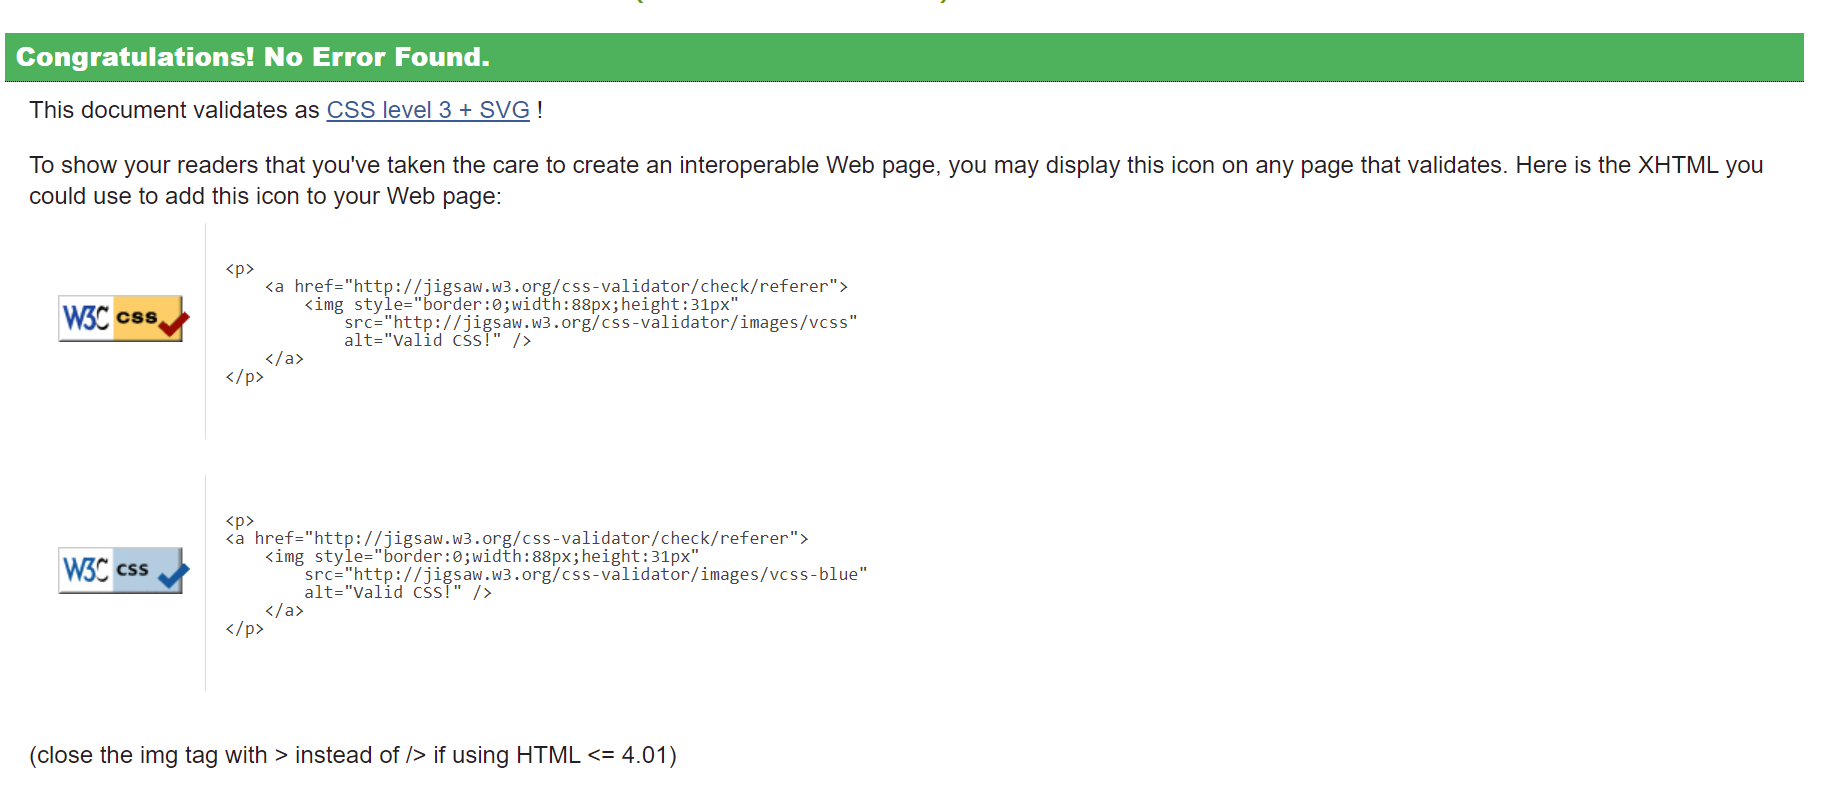 Congratulations! No Error Found.
This document validates as CSS level 3 + SVG !
To show your readers that you've taken the care to create an interoperable Web page, you may display this icon on any page that validates. Here is the XHTML you
could use to add this icon to your Web page:
W3C css
<p>
    <a href="http://jigsaw.w3.org/css-validator/check/referer">
        <img style="border:0;width:88px;height:31px"
            src="http://jigsaw.w3.org/css-validator/images/vcss"
            alt="Valid CSS!" />
    </a>
</p>
W3C css
<p>
<a href="http://jigsaw.w3.org/css-validator/check/referer">
    <img style="border:0;width:88px;height:31px"
        src="http://jigsaw.w3.org/css-validator/images/vcss-blue"
        alt="Valid CSS!" />
    </a>
</p>
(close the img tag with > instead of /> if using HTML <= 4.01)